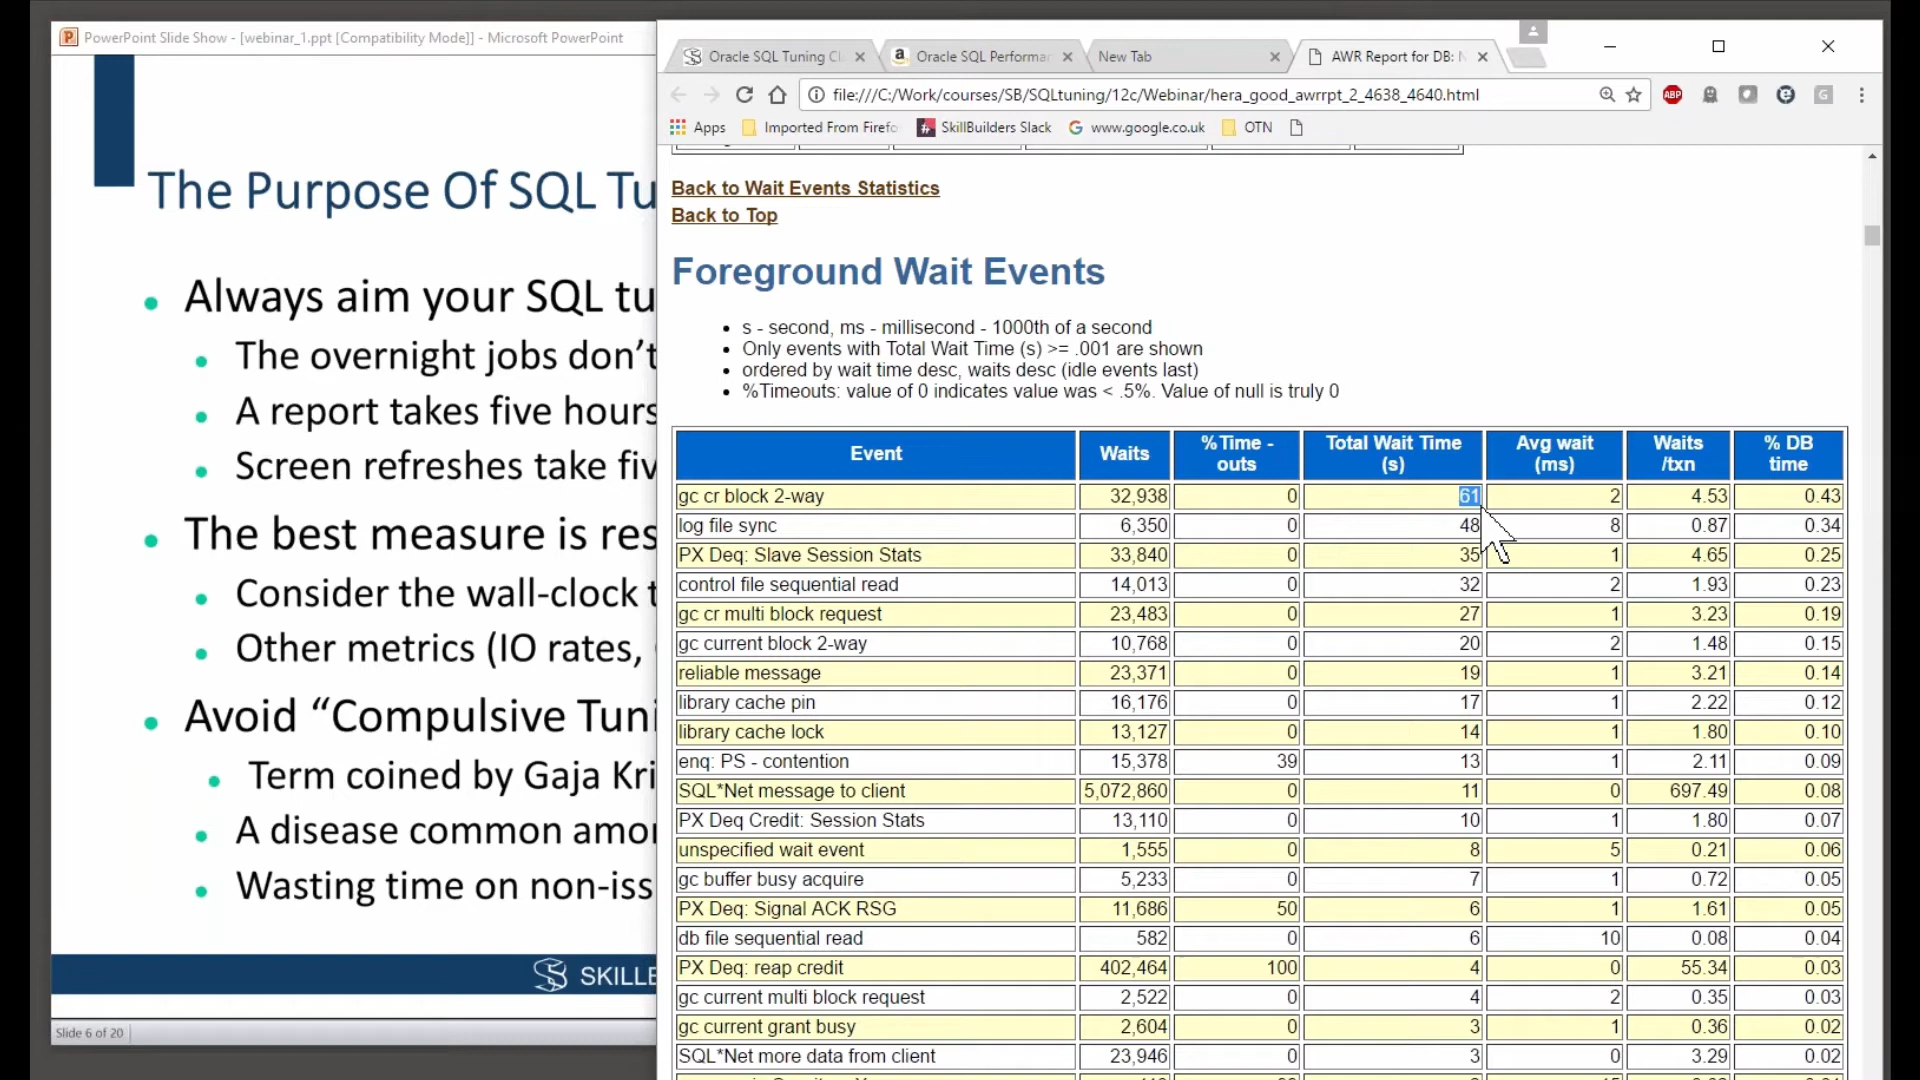 PowerPoint Slide Show - [webinar_1.ppt [Compatibility Mode]] - Microsoft PowerPoint
The Purpose Of SQL Tu
Always aim your SQL tu
The overnight jobs don't
A report takes five hours
Screen refreshes take fiv
The best measure is res
Consider the wall-clock t
Other metrics (IO rates,
Avoid “Compulsive Tuni
Term coined by Gaja Kri
A disease common amo
Wasting time on non-iss
SKILLE
Slide 6 of 20
Oracle SQL Tuning Cl
Oracle SQL Performan
New Tab
AWR Report for DB:
file:///C:/Work/courses/SB/SQLtuning/12c/Webinar/hera_good_awrrpt_2_4638_4640.html
ABP
Apps
Imported From Firefo
SkillBuilders Slack
www.google.co.uk
OTN
Back to Wait Events Statistics
Back to Top
Foreground Wait Events
s - second, ms - millisecond - 1000th of a second
Only events with Total Wait Time (s) >= .001 are shown
ordered by wait time desc, waits desc (idle events last)
%Timeouts: value of 0 indicates value was < .5%. Value of null is truly 0
Event Waits %Time -outs Total Wait Time (s) Avg wait (ms) Waits /txn % DB time
gc cr block 2-way 32,938 0 61 2 4.53 0.43
log file sync 6,350 0 48 8 0.87 0.34
PX Deq: Slave Session Stats 33,840 0 35 1 4.65 0.25
control file sequential read 14,013 0 32 2 1.93 0.23
gc cr multi block request 23,483 0 27 1 3.23 0.19
gc current block 2-way 10,768 0 20 2 1.48 0.15
reliable message 23,371 0 19 1 3.21 0.14
library cache pin 16,176 0 17 1 2.22 0.12
library cache lock 13,127 0 14 1 1.80 0.10
enq: PS - contention 15,378 39 13 1 2.11 0.09
SQL*Net message to client 5,072,860 0 11 0 697.49 0.08
PX Deq Credit: Session Stats 13,110 0 10 1 1.80 0.07
unspecified wait event 1,555 0 8 5 0.21 0.06
gc buffer busy acquire 5,233 0 7 1 0.72 0.05
PX Deq: Signal ACK RSG 11,686 50 6 1 1.61 0.05
db file sequential read 582 0 6 10 0.08 0.04
PX Deq: reap credit 402,464 100 4 0 55.34 0.03
gc current multi block request 2,522 0 4 2 0.35 0.03
gc current grant busy 2,604 0 3 1 0.36 0.02
SQL*Net more data from client 23,946 0 3 0 3.29 0.02